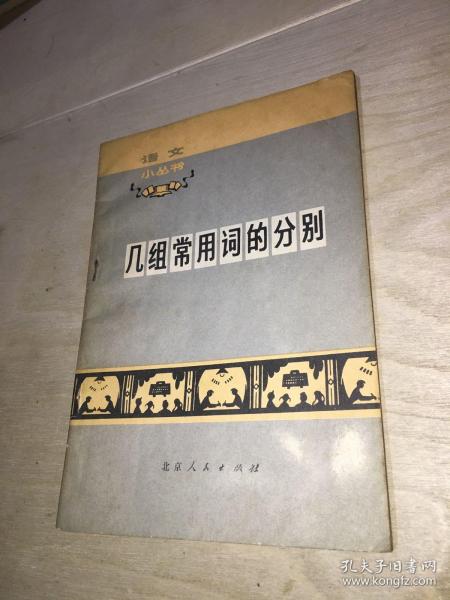 语文
小丛书
几组常用词的分别
北京人民出版社
孔夫子旧书网
www.kongfz.com